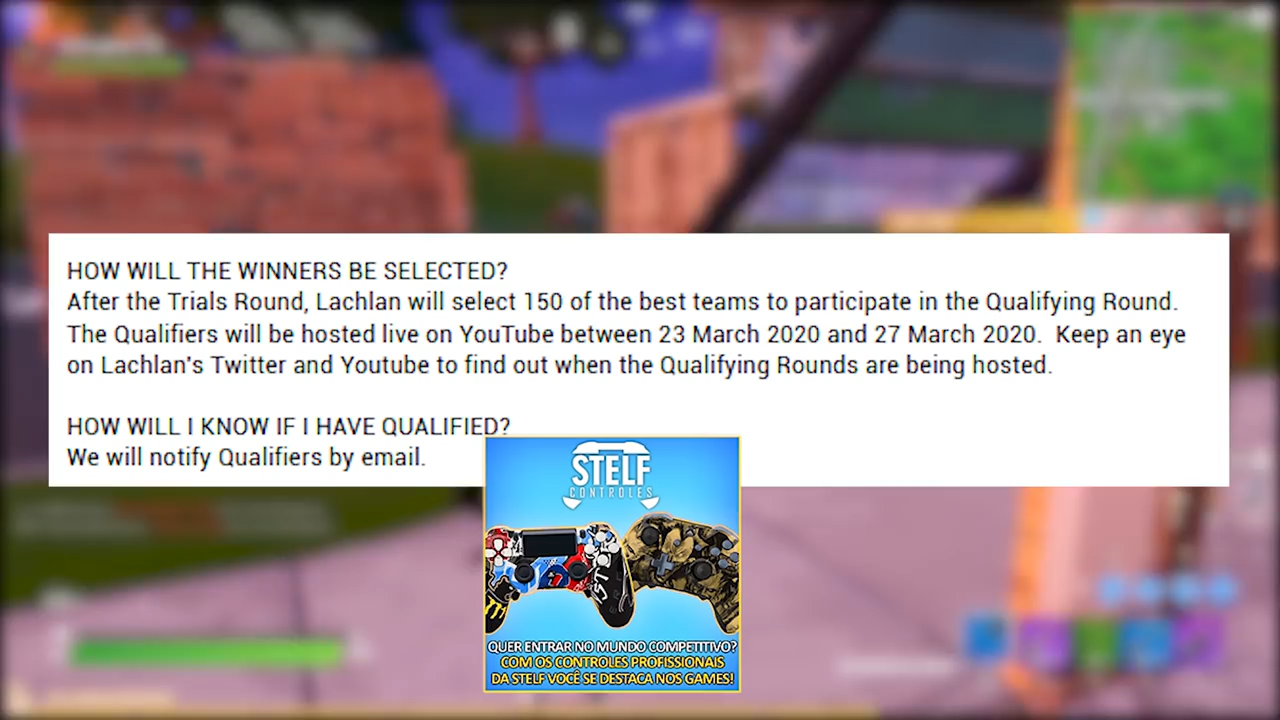 HOW WILL THE WINNERS BE SELECTED?
After the Trials Round, Lachlan will select 150 of the best teams to participate in the Qualifying Round.
The Qualifiers will be hosted live on YouTube between 23 March 2020 and 27 March 2020.  Keep an eye
on Lachlan's Twitter and Youtube to find out when the Qualifying Rounds are being hosted.
HOW WILL I KNOW IF I HAVE QUALIFIED?
We will notify Qualifiers by email.
STELF
CONTROLES
QUER ENTRAR NO MUNDO COMPETITIVO?
COM OS CONTROLES PROFISSIONAIS
DA STELF VOCÊ SE DESTACA NOS GAMES!